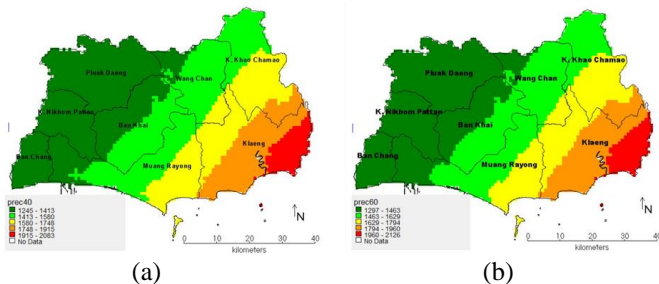 Pluak Daeng
Wang Chan
K. Khao Chamao
Ban Khai
Klaeng
Ban Chang
Muang Rayong
prec40
1245 - 1413
1413 - 1580
1580 - 1748
1748 - 1915
1915 - 2083
No Data
N
0 10 20 30 40
kilometers
(a)
K. Khao Chamao
Pluak Daeng
Wang Chan
K. Nikhom Pattan
Ban Khai
Klaeng
Ban Chang
Muang Rayong
prec60
1297 - 1463
1463 - 1629
1629 - 1794
1794 - 1960
1960 - 2126
No Data
N
0 10 20 30 40
kilometers
(b)